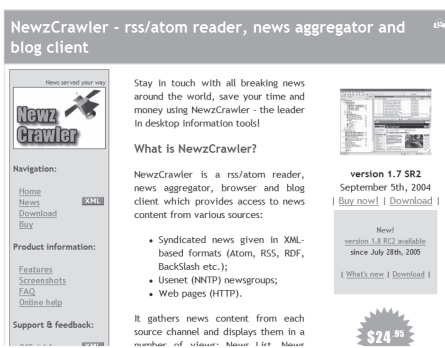 NewzCrawler - rss/atom reader, news aggregator and
blog client
News served your way
Newz
Crawler
Navigation:
Home
News XML
Download
Buy
Product information:
Features
Screenshots
FAQ
Online help
Support & feedback:
XML
Stay in touch with all breaking news
around the world, save your time and
money using NewzCrawler - the leader
in desktop information tools!
What is NewzCrawler?
NewzCrawler is a rss/atom reader,
news aggregator, browser and blog
client which provides access to news
content from various sources:
• Syndicated news given in XML-
based formats (Atom, RSS, RDF,
BackSlash etc.);
• Usenet (NNTP) newsgroups;
• Web pages (HTTP).
It gathers news content from each
source channel and displays them in a
number of views: News List, News
version 1.7 SR2
September 5th, 2004
| Buy now! | Download |
New!
version 1.8 RC2 available
since July 28th, 2005
| What's new | Download |
$24.95